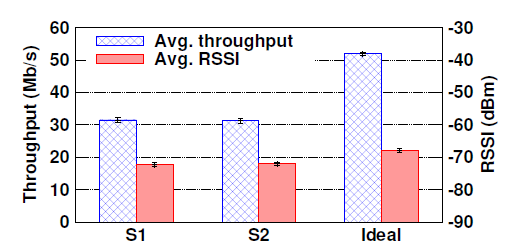 Throughput (Mb/s)
60
50
40
30
20
10
0
Avg. throughput
Avg. RSSI
S1
S2
Ideal
-30
-40
-50
-60
-70
-80
-90
RSSI (dBm)